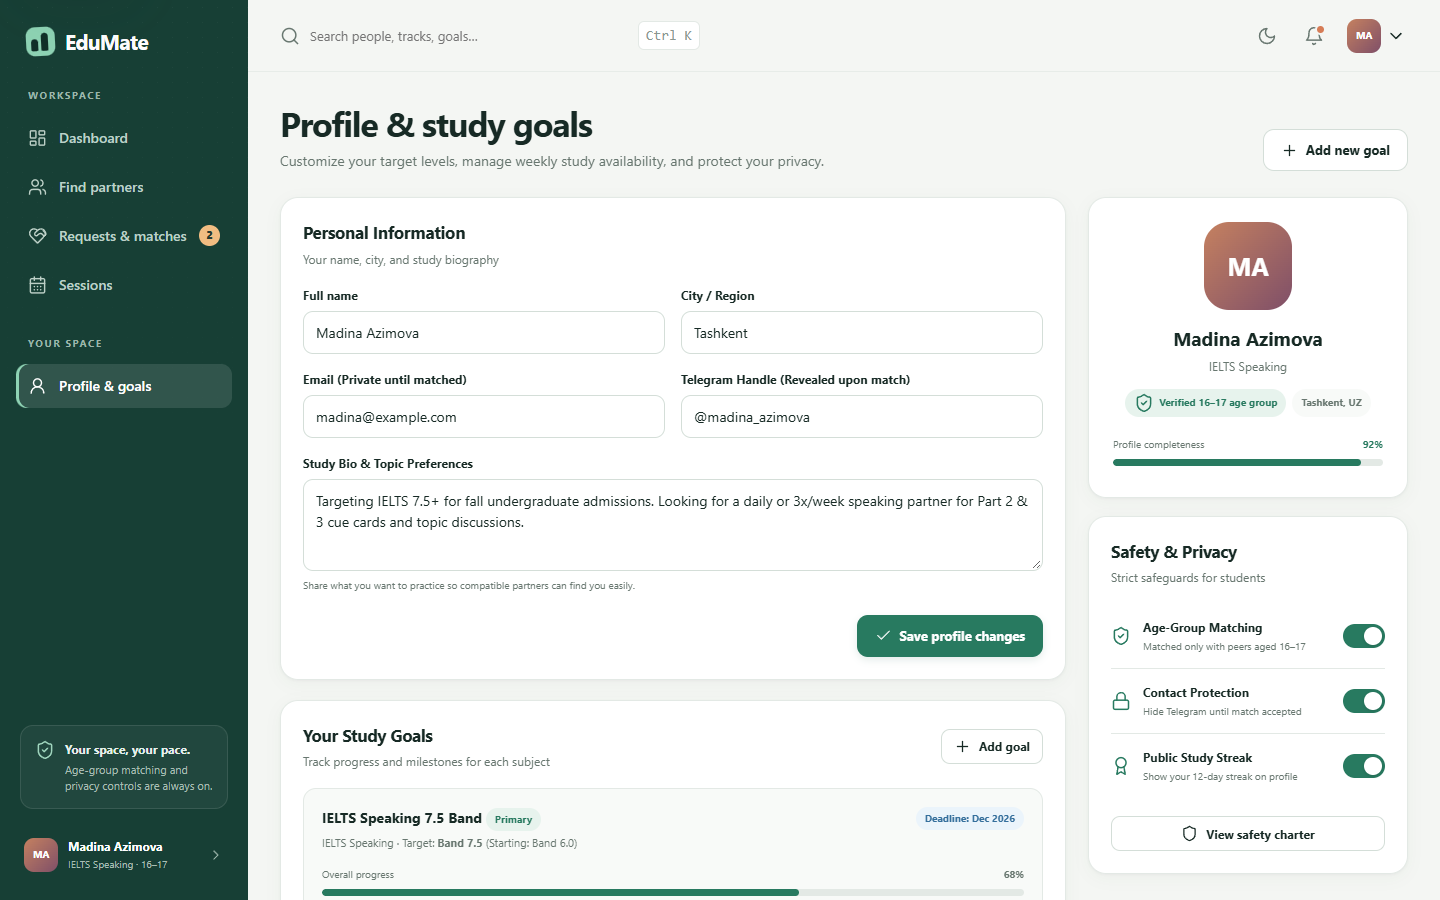 EduMate
WORKSPACE
Dashboard
Find partners
Requests & matches 2
Sessions
YOUR SPACE
Profile & goals
Your space, your pace.
Age-group matching and
privacy controls are always on.
MA
Madina Azimova
IELTS Speaking · 16–17
Search people, tracks, goals...
Ctrl K
MA
Profile & study goals
Customize your target levels, manage weekly study availability, and protect your privacy.
Add new goal
Personal Information
Your name, city, and study biography
Full name
Madina Azimova
City / Region
Tashkent
Email (Private until matched)
madina@example.com
Telegram Handle (Revealed upon match)
@madina_azimova
Study Bio & Topic Preferences
Targeting IELTS 7.5+ for fall undergraduate admissions. Looking for a daily or 3x/week speaking partner for Part 2 &
3 cue cards and topic discussions.
Share what you want to practice so compatible partners can find you easily.
Save profile changes
Your Study Goals
Track progress and milestones for each subject
Add goal
IELTS Speaking 7.5 Band Primary
Deadline: Dec 2026
IELTS Speaking · Target: Band 7.5 (Starting: Band 6.0)
Overall progress 68%
MA
Madina Azimova
IELTS Speaking
Verified 16–17 age group
Tashkent, UZ
Profile completeness 92%
Safety & Privacy
Strict safeguards for students
Age-Group Matching
Matched only with peers aged 16–17
Contact Protection
Hide Telegram until match accepted
Public Study Streak
Show your 12-day streak on profile
View safety charter